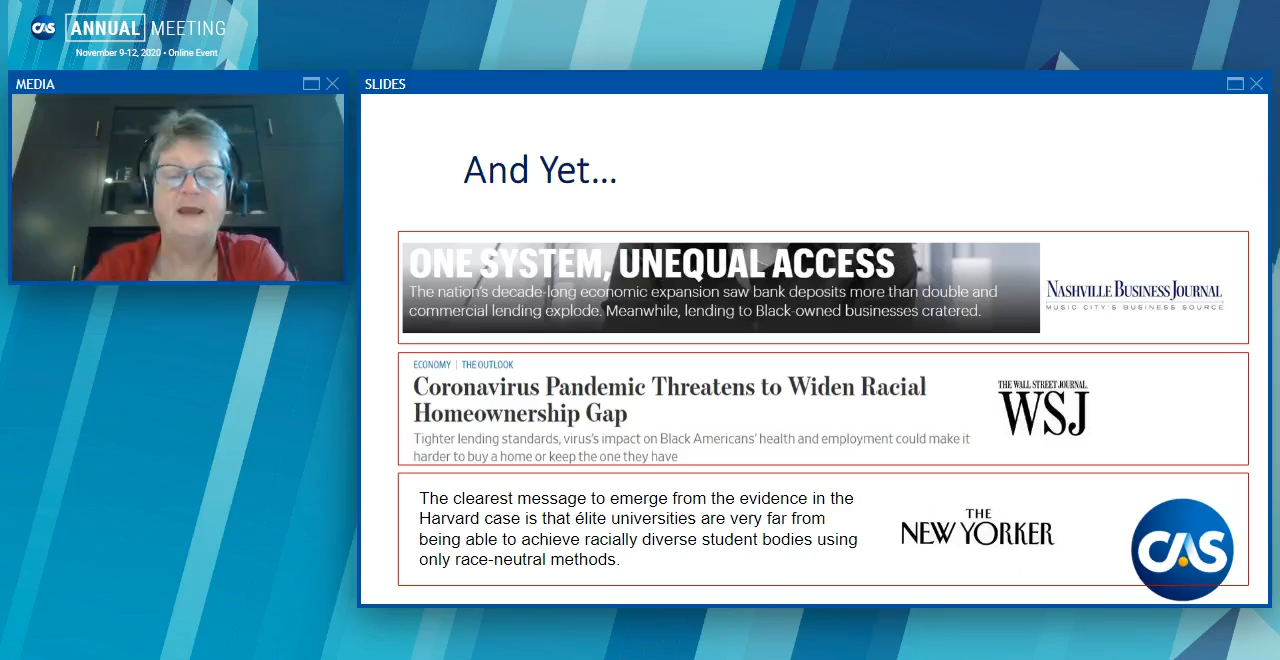 CAS ANNUAL MEETING
November 9-12, 2020 • Online Event
MEDIA
SLIDES
And Yet...
ONE SYSTEM, UNEQUAL ACCESS
The nation's decade-long economic expansion saw bank deposits more than double and
commercial lending explode. Meanwhile, lending to Black-owned businesses cratered.
NASHVILLE BUSINESS JOURNAL
MUSIC CITY'S BUSINESS SOURCE
ECONOMY | THE OUTLOOK
Coronavirus Pandemic Threatens to Widen Racial
Homeownership Gap
Tighter lending standards, virus's impact on Black Americans' health and employment could make it
harder to buy a home or keep the one they have
THE WALL STREET JOURNAL.
WSJ
The clearest message to emerge from the evidence in the
Harvard case is that élite universities are very far from
being able to achieve racially diverse student bodies using
only race-neutral methods.
THE
NEW YORKER
CAS